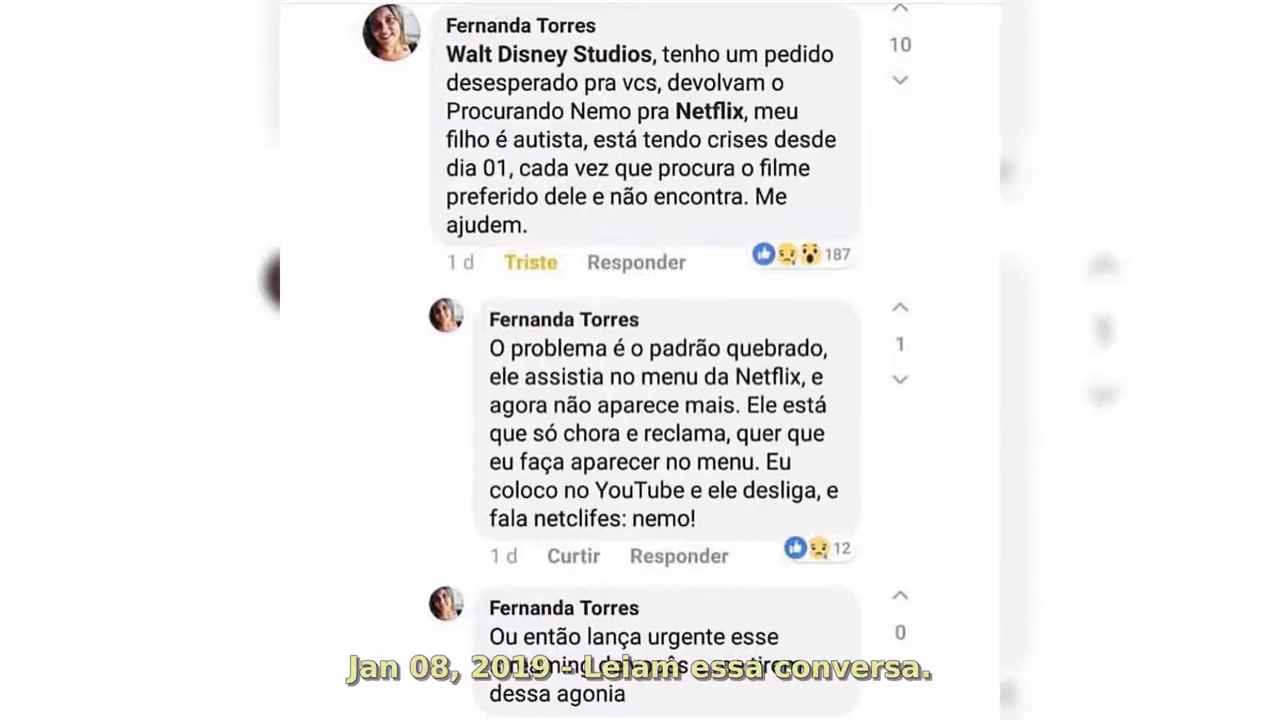 Fernanda Torres
Walt Disney Studios, tenho um pedido
desesperado pra vcs, devolvam o
Procurando Nemo pra Netflix, meu
filho é autista, está tendo crises desde
dia 01, cada vez que procura o filme
preferido dele e não encontra. Me
ajudem.
10
1 d Triste Responder 187
Fernanda Torres
O problema é o padrão quebrado,
ele assistia no menu da Netflix, e
agora não aparece mais. Ele está
que só chora e reclama, quer que
eu faça aparecer no menu. Eu
coloco no YouTube e ele desliga, e
fala netclifes: nemo!
1
1 d Curtir Responder 12
Fernanda Torres
Ou então lança urgente esse
0
Jan 08, 2019 - Leiam essa conversa.
dessa agonia